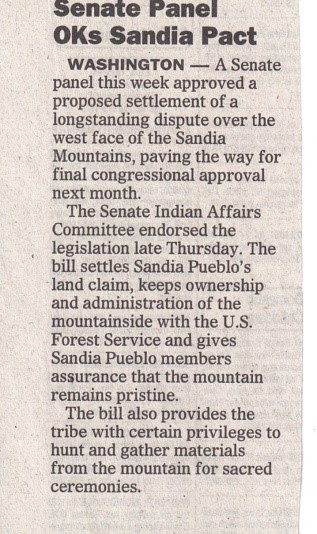 Senate Panel
OKs Sandia Pact
WASHINGTON — A Senate
panel this week approved a
proposed settlement of a
longstanding dispute over the
west face of the Sandia
Mountains, paving the way for
final congressional approval
next month.
The Senate Indian Affairs
Committee endorsed the
legislation late Thursday. The
bill settles Sandia Pueblo's
land claim, keeps ownership
and administration of the
mountainside with the U.S.
Forest Service and gives
Sandia Pueblo members
assurance that the mountain
remains pristine.
The bill also provides the
tribe with certain privileges to
hunt and gather materials
from the mountain for sacred
ceremonies.